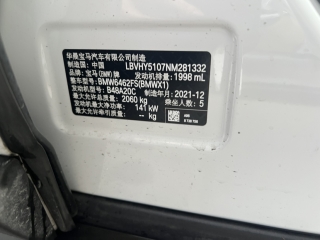 华晨宝马汽车有限公司制造
制造国：中国 LBVHY5107NM281332
品牌：宝马(BMW)牌 发动机排量：1998 mL
整车型号：BMW6462FS(BMWX1)
发动机型号：B48A20C 制造年月：2021-12
最大允许总质量：2060 kg 乘坐人数：5
发动机最大净功率：141 kW
最大允许牵引质量：-- kg